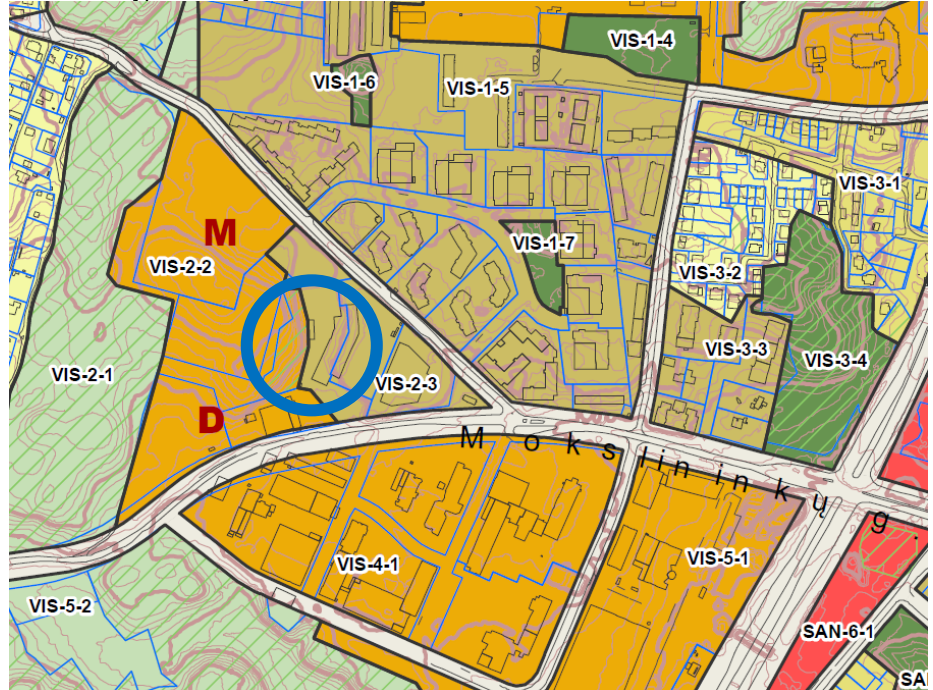 VIS-1-4
VIS-1-6
VIS-1-5
VIS-3-1
M
VIS-1-7
VIS-2-2
VIS-3-2
VIS-3-3
VIS-3-4
VIS-2-1
VIS-2-3
D
Mokslininkų g
VIS-4-1
VIS-5-1
VIS-5-2
SAN-6-1